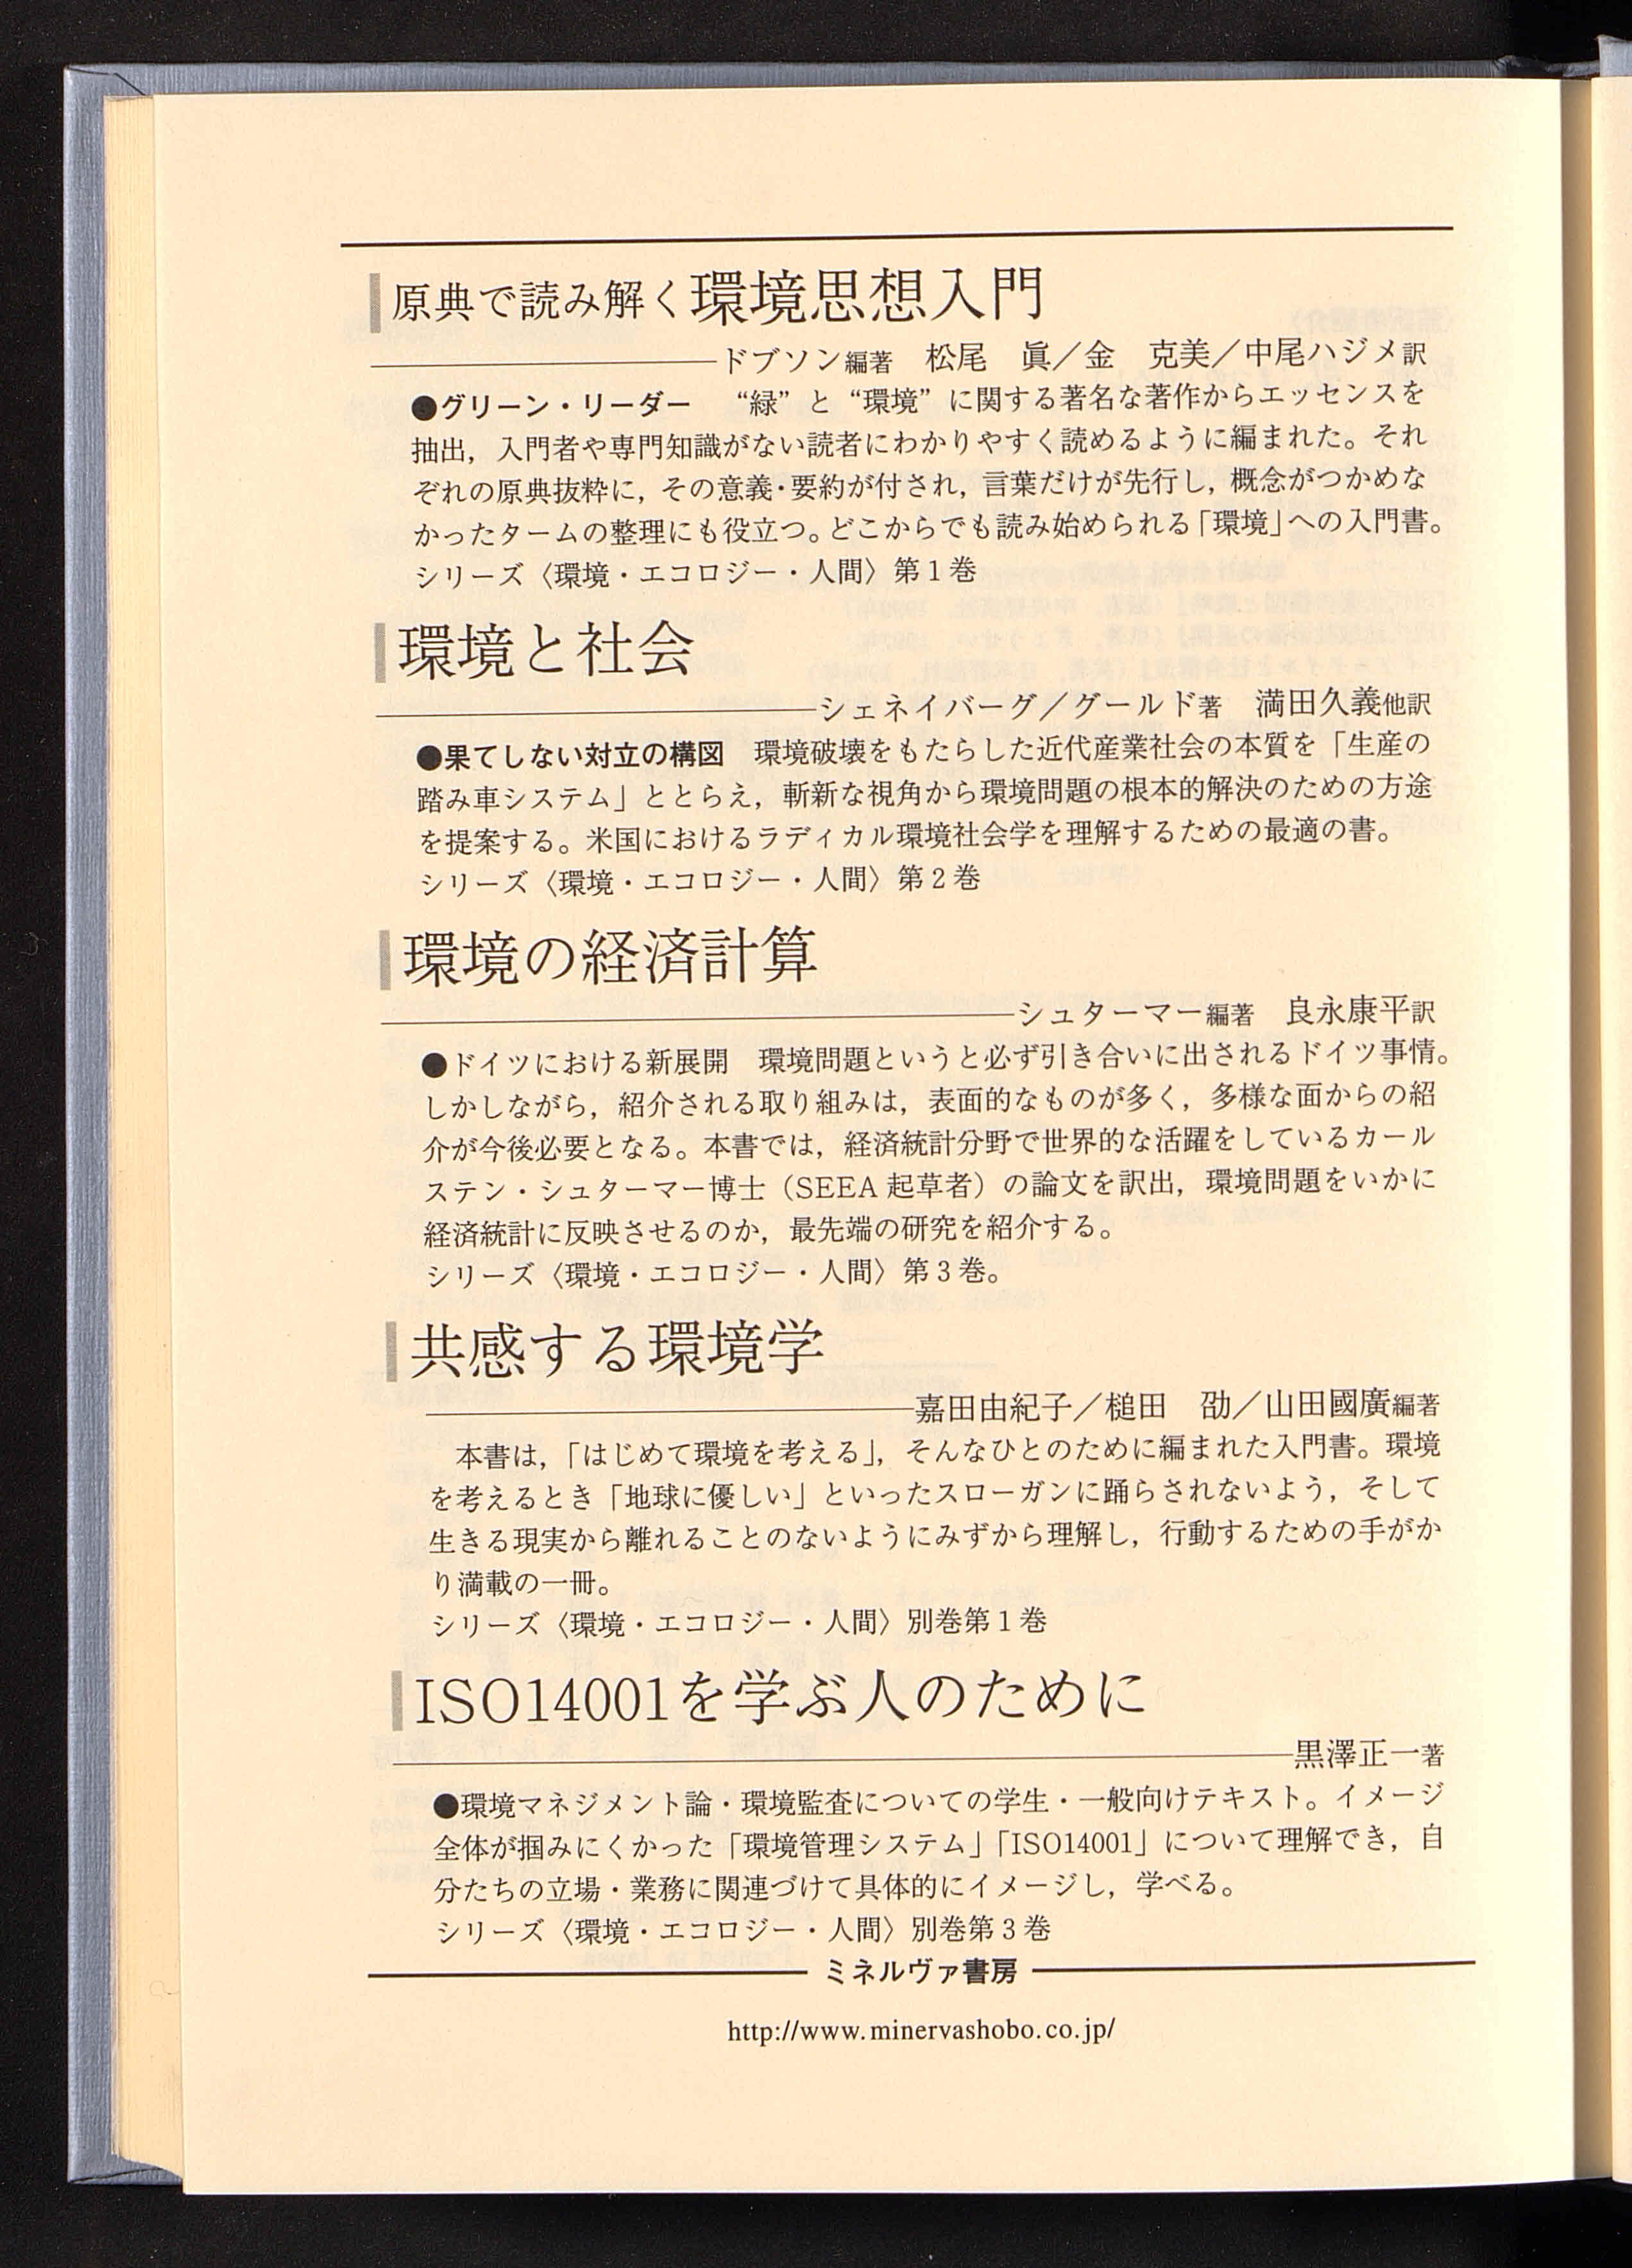 原典で読み解く環境思想入門
ドブソン編著　松尾　眞／金　克美／中尾ハジメ訳
●グリーン・リーダー　“緑”と“環境”に関する著名な著作からエッセンスを
抽出，入門者や専門知識がない読者にわかりやすく読めるように編まれた。それ
ぞれの原典抜粋に，その意義・要約が付され，言葉だけが先行し，概念がつかめな
かったタームの整理にも役立つ。どこからでも読み始められる「環境」への入門書。
シリーズ〈環境・エコロジー・人間〉第1巻
環境と社会
シェネイバーグ／グールド著　満田久義他訳
●果てしない対立の構図　環境破壊をもたらした近代産業社会の本質を「生産の
踏み車システム」ととらえ，斬新な視角から環境問題の根本的解決のための方途
を提案する。米国におけるラディカル環境社会学を理解するための最適の書。
シリーズ〈環境・エコロジー・人間〉第2巻
環境の経済計算
シュターマー編著　良永康平訳
●ドイツにおける新展開　環境問題というと必ず引き合いに出されるドイツ事情。
しかしながら，紹介される取り組みは，表面的なものが多く，多様な面からの紹
介が今後必要となる。本書では，経済統計分野で世界的な活躍をしているカール
ステン・シュターマー博士（SEEA起草者）の論文を訳出，環境問題をいかに
経済統計に反映させるのか，最先端の研究を紹介する。
シリーズ〈環境・エコロジー・人間〉第3巻。
共感する環境学
嘉田由紀子／槌田　劭／山田國廣編著
本書は，「はじめて環境を考える」，そんなひとのために編まれた入門書。環境
を考えるとき「地球に優しい」といったスローガンに踊らされないよう，そして
生きる現実から離れることのないようにみずから理解し，行動するための手がか
り満載の一冊。
シリーズ〈環境・エコロジー・人間〉別巻第1巻
ISO14001を学ぶ人のために
黒澤正一著
●環境マネジメント論・環境監査についての学生・一般向けテキスト。イメージ
全体が掴みにくかった「環境管理システム」「ISO14001」について理解でき，自
分たちの立場・業務に関連づけて具体的にイメージし，学べる。
シリーズ〈環境・エコロジー・人間〉別巻第3巻
ミネルヴァ書房
http://www.minervashobo.co.jp/